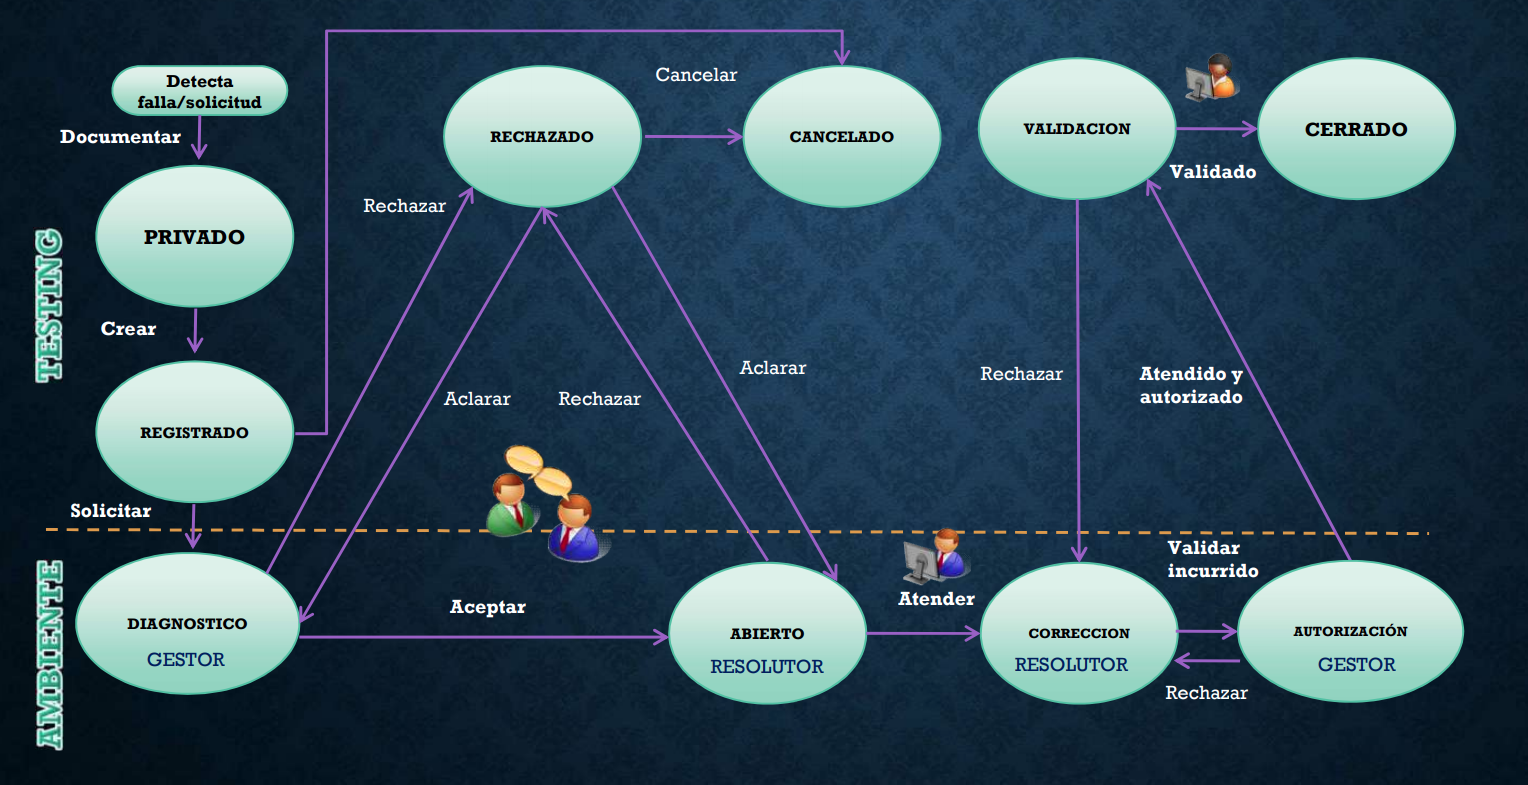 Detecta
falla/solicitud
Documentar
PRIVADO
Crear
REGISTRADO
Solicitar
TESTING
Cancelar
RECHAZADO
CANCELADO
Rechazar
Aclarar
Rechazar
Aclarar
VALIDACION
CERRADO
Validado
Rechazar
Atendido y
autorizado
AMBIENTE
DIAGNOSTICO
GESTOR
Aceptar
ABIERTO
RESOLUTOR
Atender
CORRECCION
RESOLUTOR
Validar
incurrido
AUTORIZACIÓN
GESTOR
Rechazar